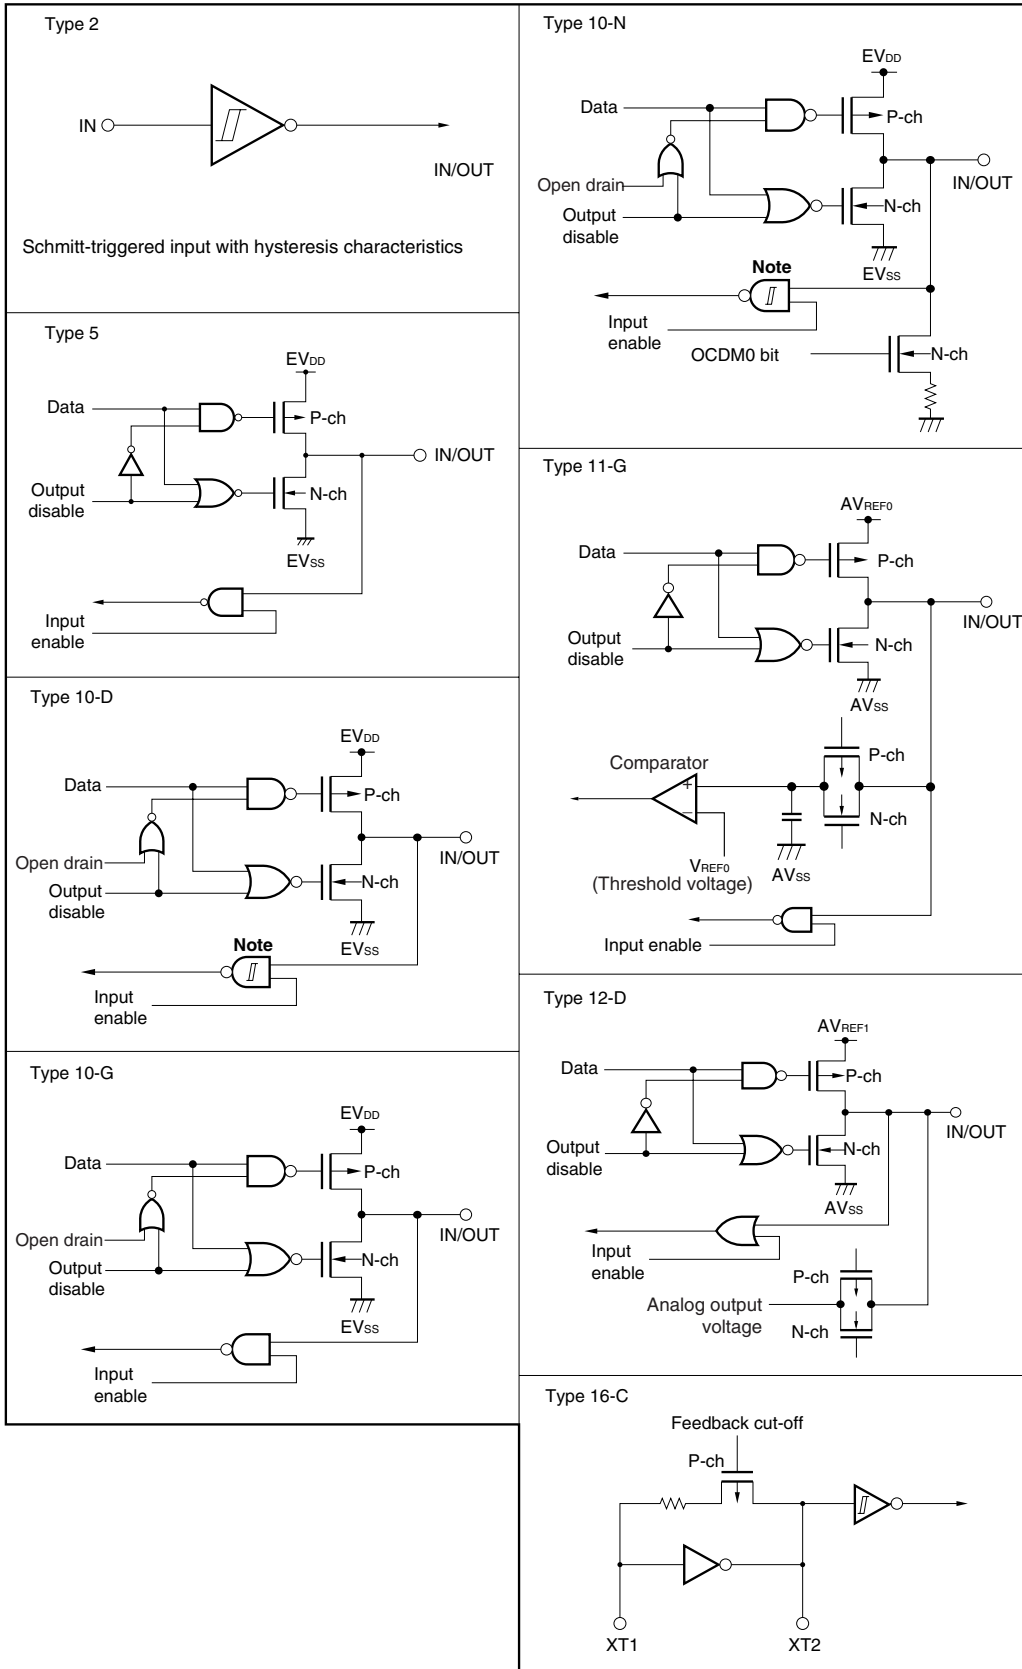 Type 2
IN
IN/OUT
Schmitt-triggered input with hysteresis characteristics
Type 5
EVDD
Data
P-ch
IN/OUT
Output
disable
N-ch
EVSS
Input
enable
Type 10-D
EVDD
Data
P-ch
IN/OUT
Open drain
Output
disable
N-ch
EVSS
Note
Input
enable
Type 10-G
EVDD
Data
P-ch
IN/OUT
Open drain
Output
disable
N-ch
EVSS
Input
enable
Type 10-N
EVDD
Data
P-ch
IN/OUT
Open drain
Output
disable
N-ch
EVSS
Note
Input
enable
OCDM0 bit
N-ch
Type 11-G
AVREF0
Data
P-ch
IN/OUT
Output
disable
N-ch
AVSS
P-ch
Comparator
+
−
N-ch
VREF0
(Threshold voltage)
AVSS
Input enable
Type 12-D
AVREF1
Data
P-ch
IN/OUT
Output
disable
N-ch
AVSS
Input
enable
P-ch
Analog output
voltage
N-ch
Type 16-C
Feedback cut-off
P-ch
XT1
XT2